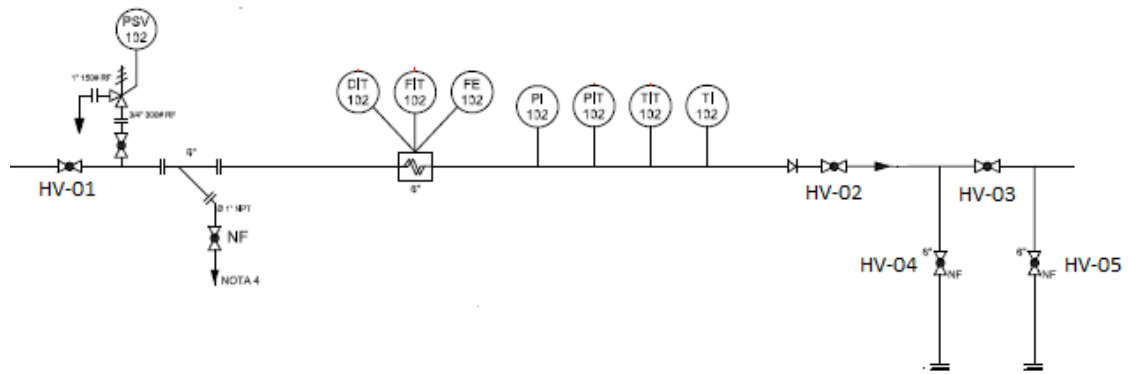 PSV
102
1" 150# RF
3/4" 300# RF
DIT
102
FIT
102
FE
102
PI
102
PIT
102
TIT
102
TI
102
6"
6"
HV-01
HV-02
HV-03
Ø 1" NPT
NF
NOTA 4
HV-04
6"
NF
6"
NF
HV-05